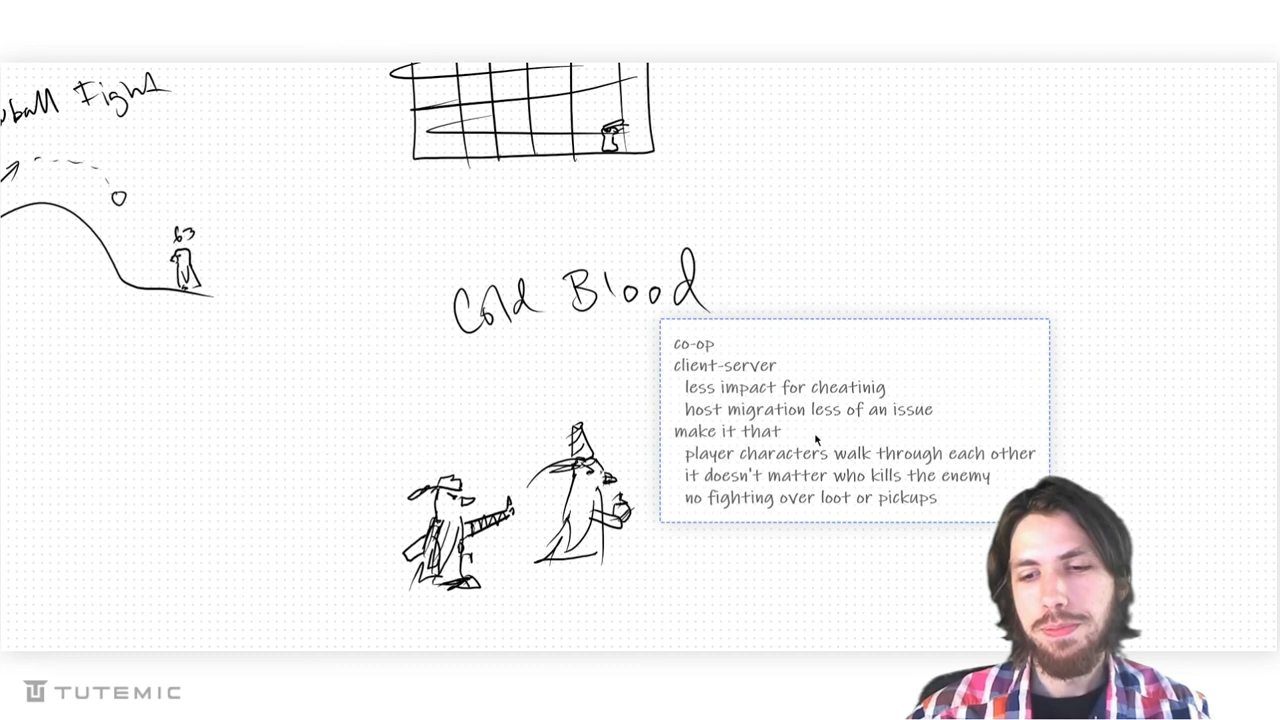 Fight
63
Cold Blood
co-op
client-server
less impact for cheatinig
host migration less of an issue
make it that
player characters walk through each other
it doesn't matter who kills the enemy
no fighting over loot or pickups
TUTEMIC